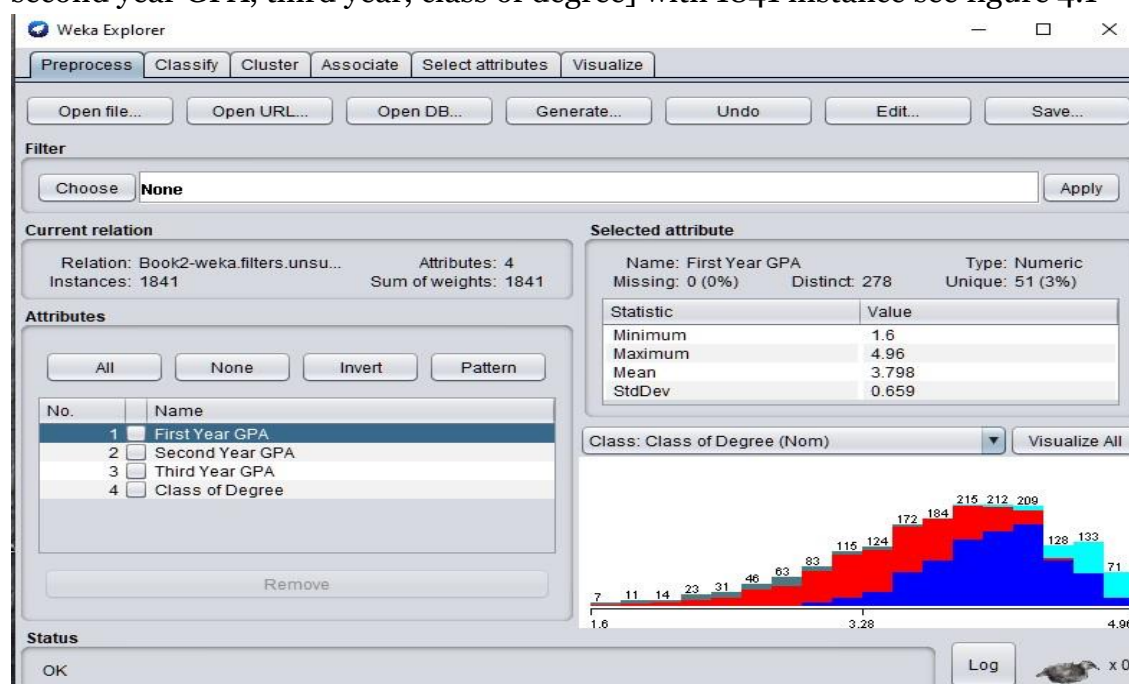 second year GPA, third year, class of degree] with 1841 instance see figure 4.1
Weka Explorer
Preprocess Classify Cluster Associate Select attributes Visualize
Open file... Open URL... Open DB... Generate... Undo Edit... Save...
Filter
Choose None Apply
Current relation
Relation: Book2-weka.filters.unsu... Attributes: 4
Instances: 1841 Sum of weights: 1841
Attributes
All None Invert Pattern
No. Name
1 First Year GPA
2 Second Year GPA
3 Third Year GPA
4 Class of Degree
Remove
Selected attribute
Name: First Year GPA Type: Numeric
Missing: 0 (0%) Distinct: 278 Unique: 51 (3%)
Statistic Value
Minimum 1.6
Maximum 4.96
Mean 3.798
StdDev 0.659
Class: Class of Degree (Nom) Visualize All
7 11 14 23 31 46 63 83 115 124 172 184 215 212 209 128 133 71
1.6 3.28 4.96
Status
OK
Log x 0